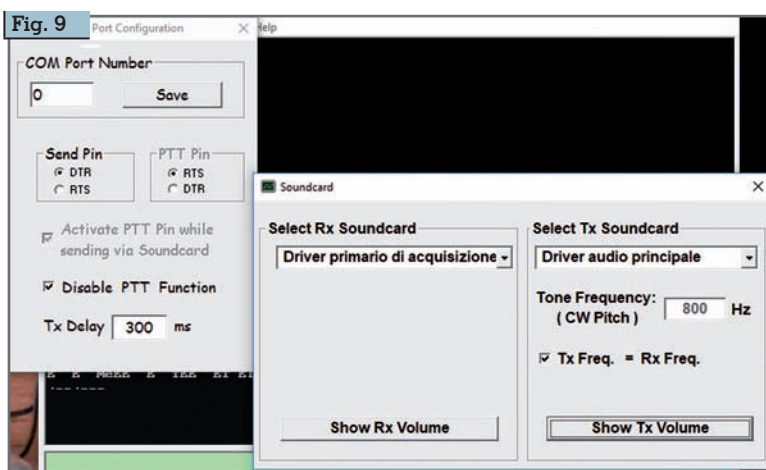 Fig. 9
Port Configuration
Help
COM Port Number
0
Save
Send Pin
DTR
RTS
PTT Pin
RTS
DTR
Activate PTT Pin while
sending via Soundcard
Disable PTT Function
Tx Delay 300 ms
Soundcard
Select Rx Soundcard
Driver primario di acquisizione
Show Rx Volume
Select Tx Soundcard
Driver audio principale
Tone Frequency:
( CW Pitch )
800 Hz
Tx Freq. = Rx Freq.
Show Tx Volume